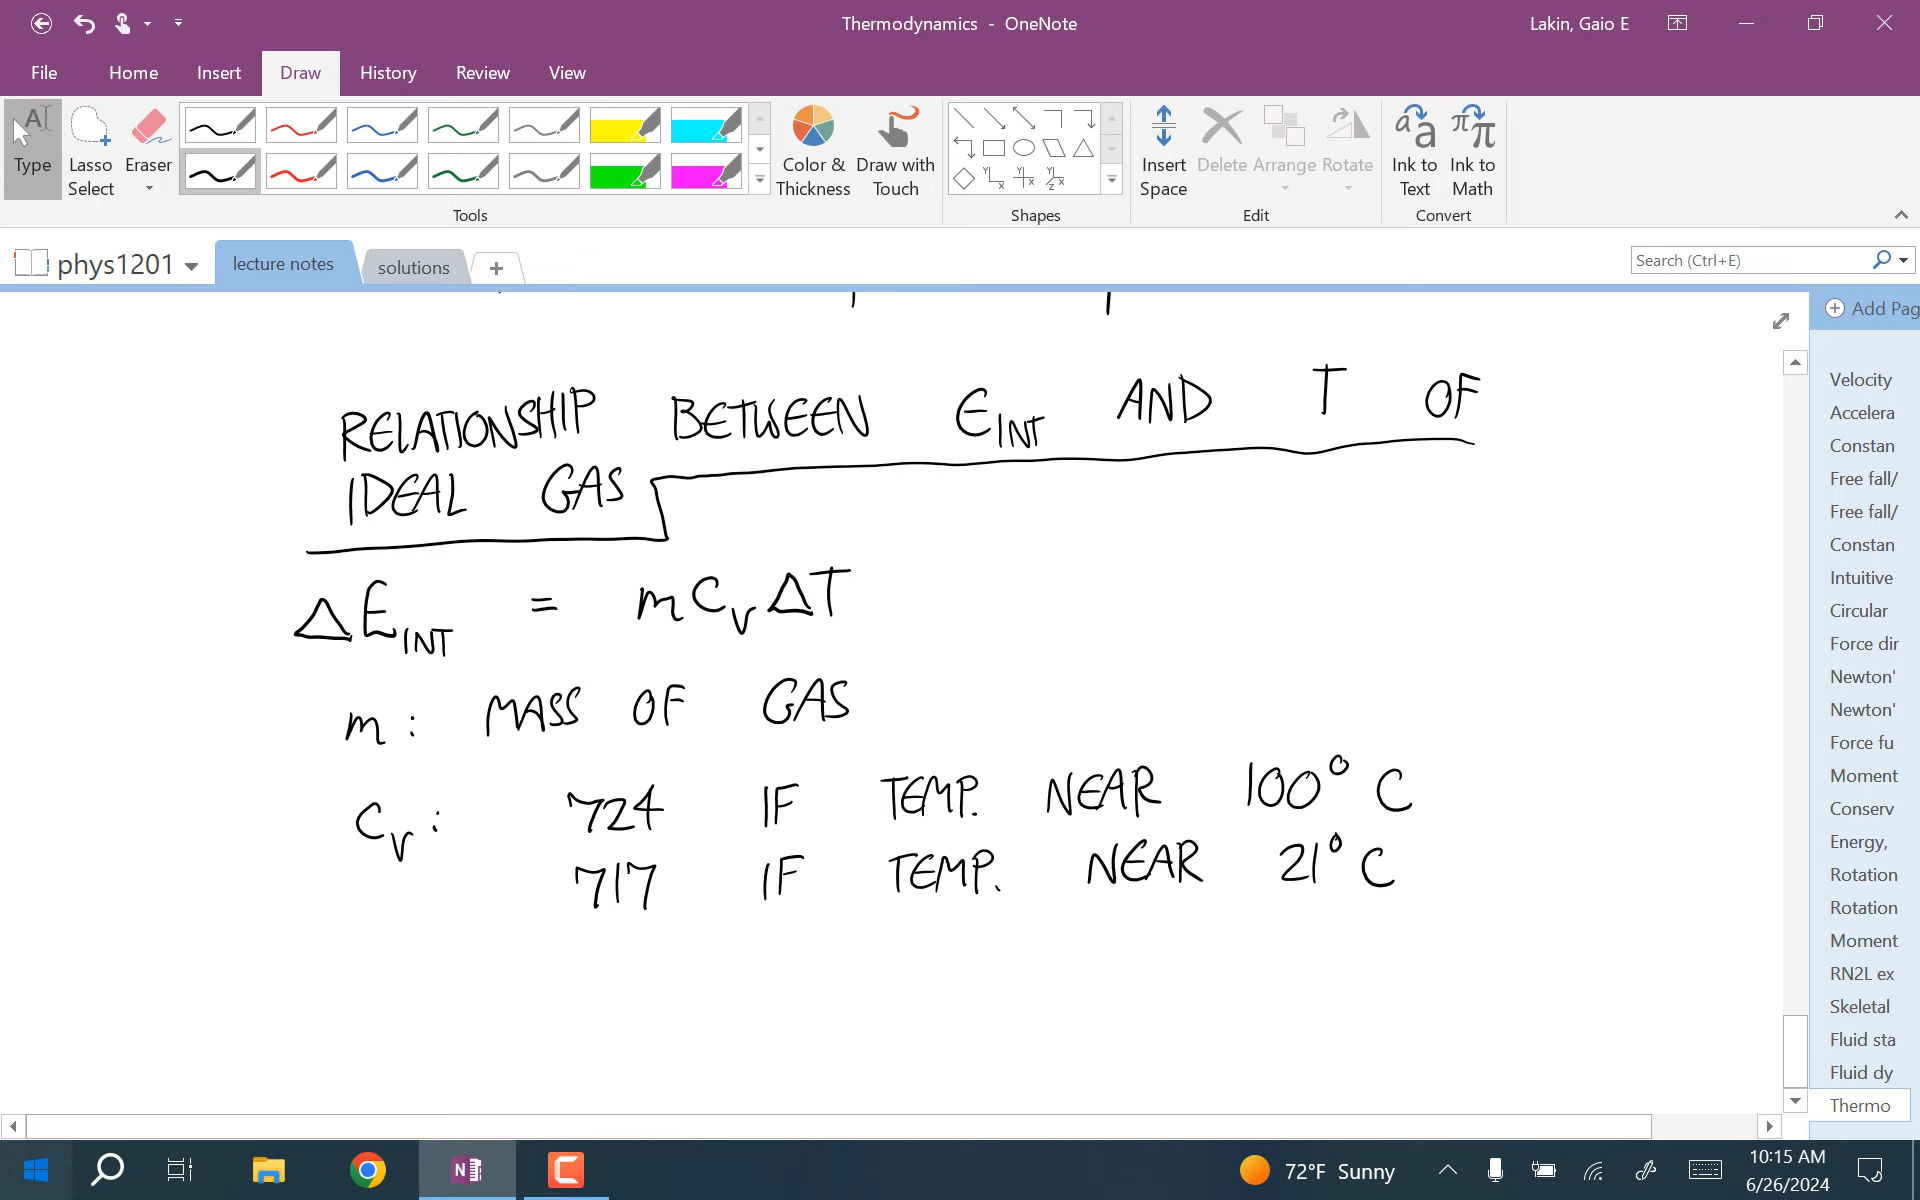 Thermodynamics - OneNote
Lakin, Gaio E
File Home Insert Draw History Review View
Type
Lasso Select
Eraser
Color & Thickness
Draw with Touch
Insert Space
Delete
Arrange
Rotate
Ink to Text
Ink to Math
Tools
Shapes
Edit
Convert
phys1201
lecture notes
solutions
Search (Ctrl+E)
Add Pag
RELATIONSHIP BETWEEN E_INT AND T OF
IDEAL GAS
ΔE_INT = mC_vΔT
m: MASS OF GAS
C_v: 724 IF TEMP. NEAR 100° C
717 IF TEMP. NEAR 21° C
Velocity
Accelera
Constan
Free fall/
Free fall/
Constan
Intuitive
Circular
Force dir
Newton'
Newton'
Force fu
Moment
Conserv
Energy,
Rotation
Rotation
Moment
RN2L ex
Skeletal
Fluid sta
Fluid dy
Thermo
72°F Sunny
10:15 AM
6/26/2024